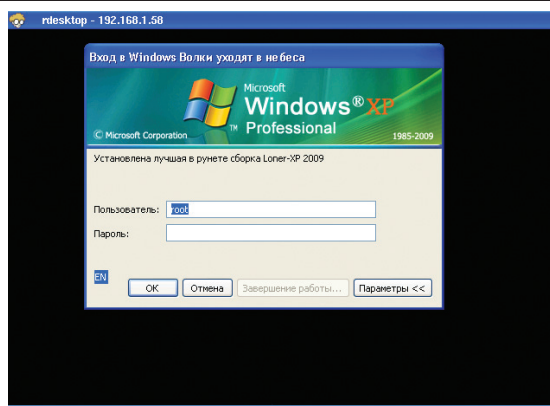 rdesktop - 192.168.1.58
Вход в Windows Волки уходят в небеса
Microsoft
Windows® XP
™ Professional
© Microsoft Corporation
1985-2009
Установлена лучшая в рунете сборка Loner-XP 2009
Пользователь: root
Пароль:
EN
OK Отмена Завершение работы... Параметры <<